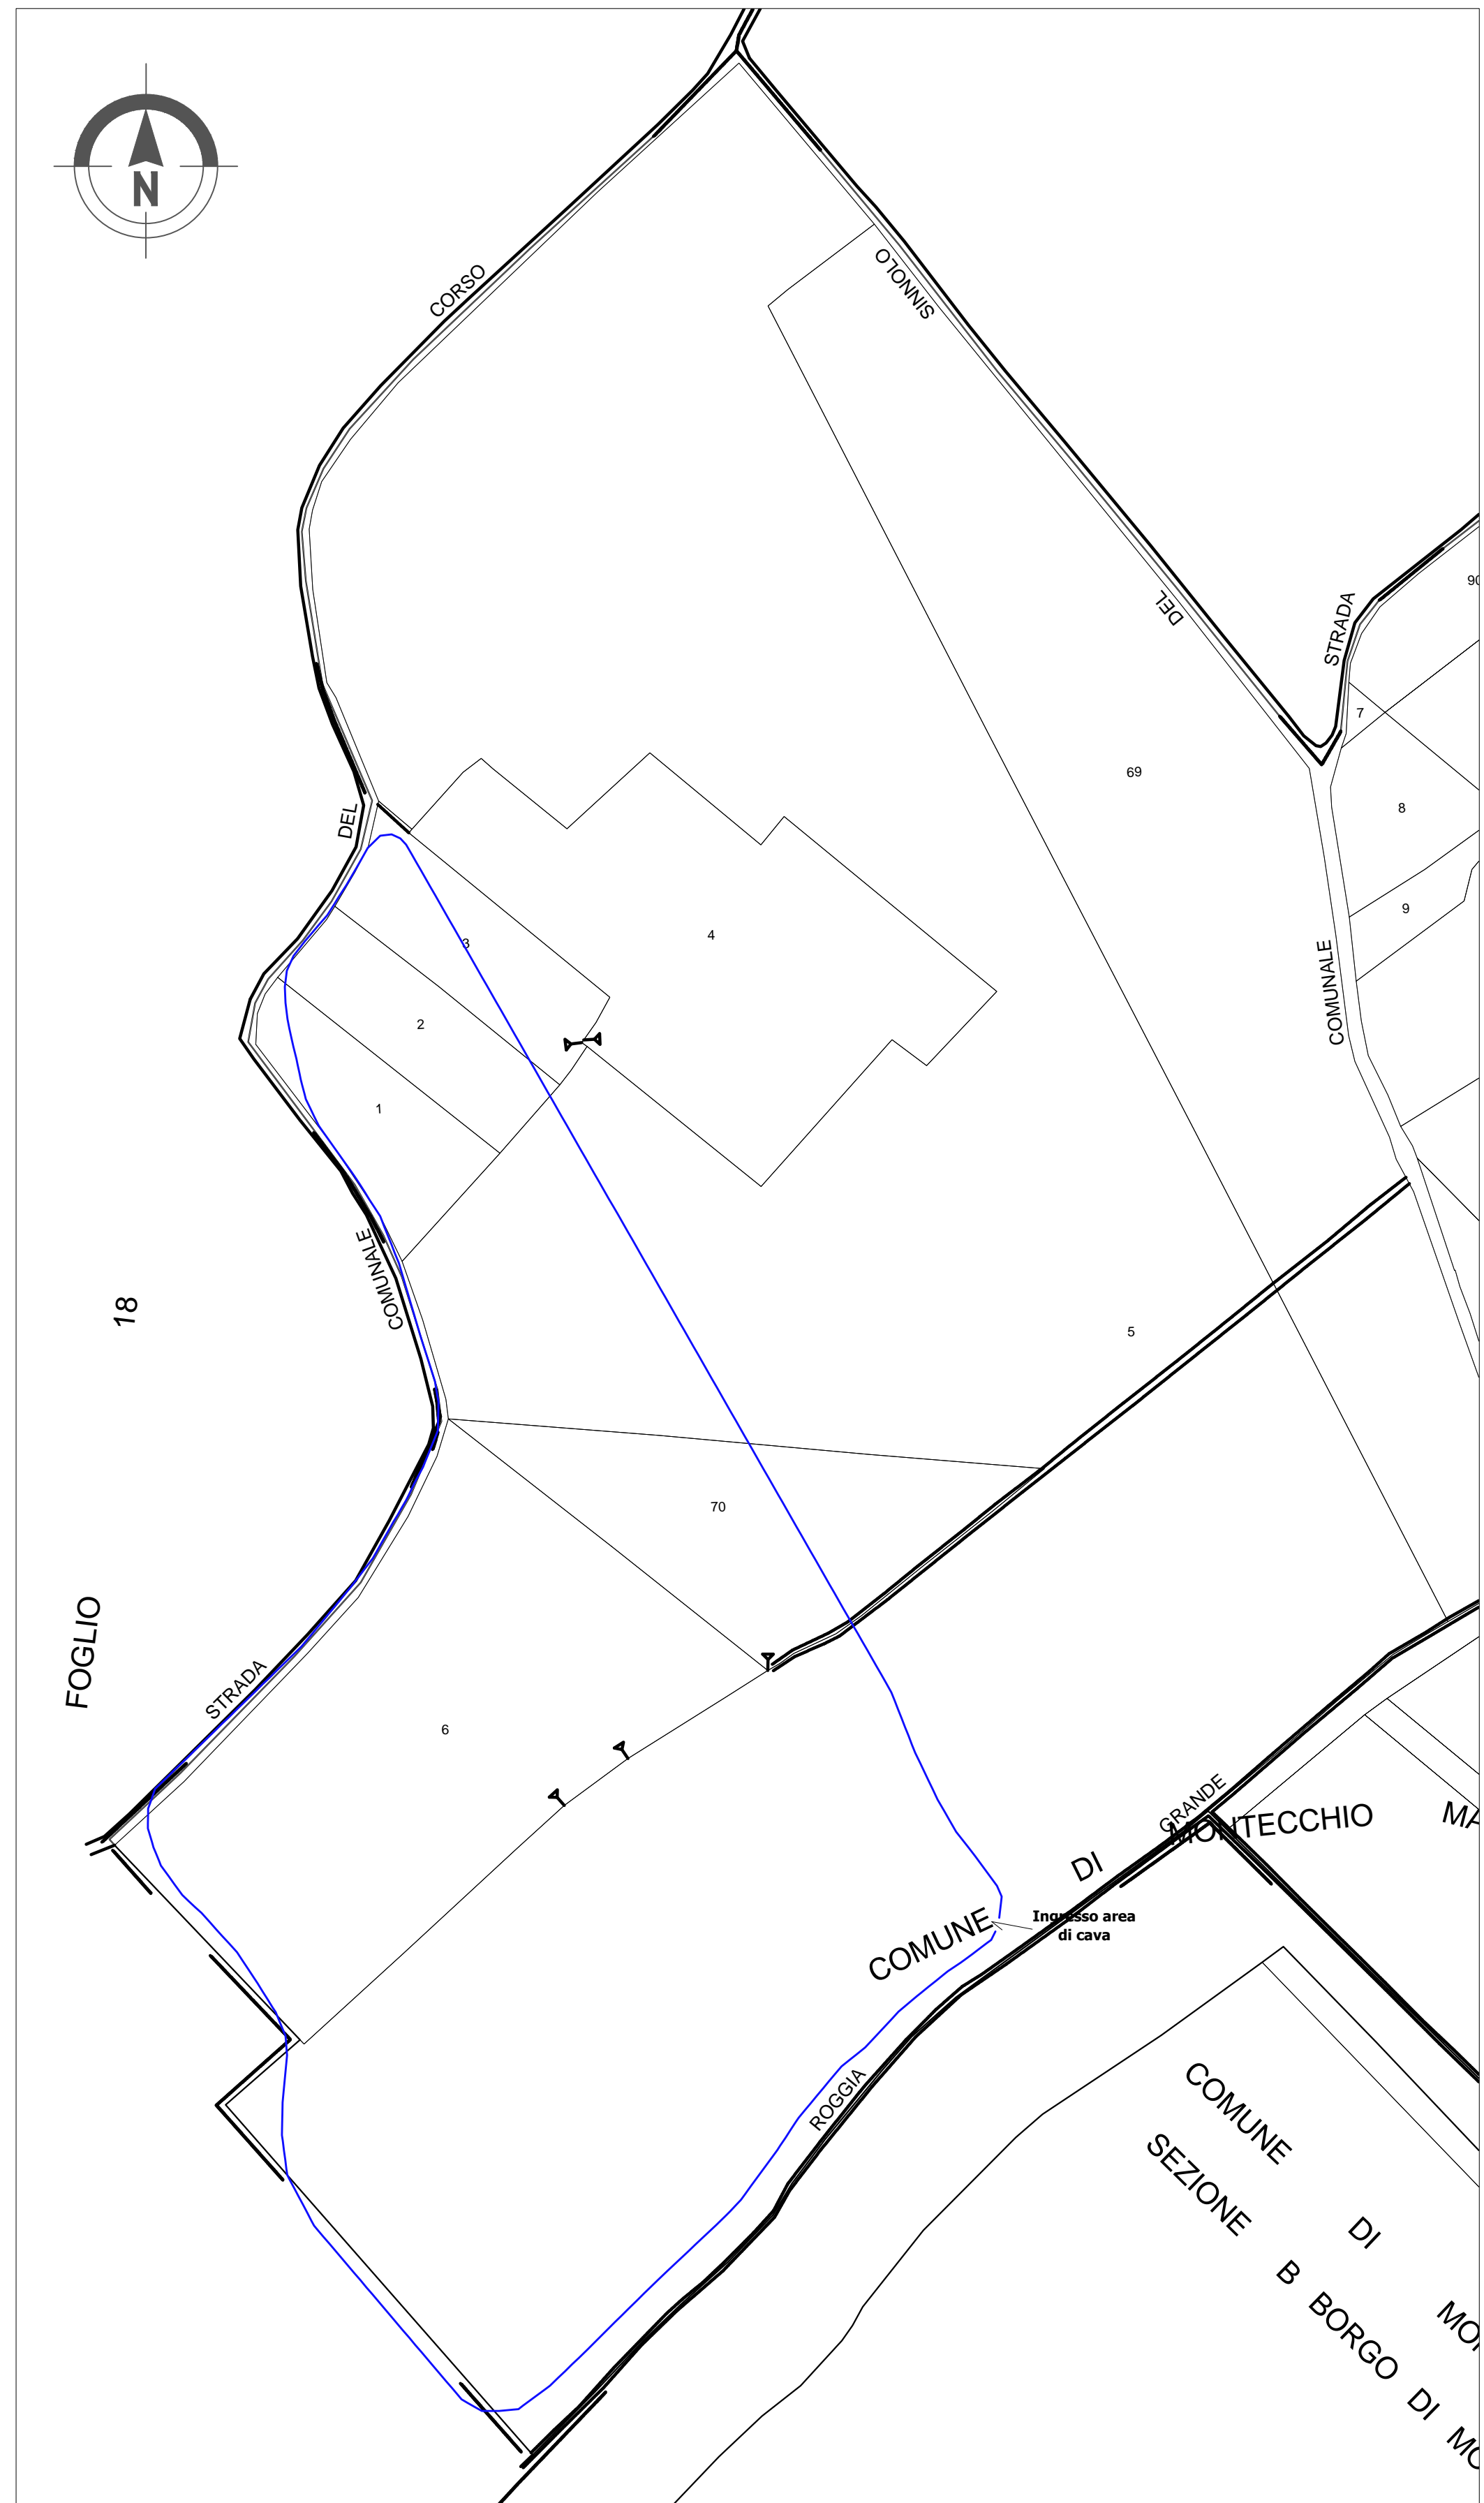 N
CORSO
SINNOLO
DEL
STRADA
90
7
69
8
DEL
3
4
9
COMUNALE
2
1
COMUNALE
18
5
70
FOGLIO
STRADA
6
GRANDE
MONTECCHIO
DI
COMUNE
Ingresso area
di cava
ROGGIA
COMUNE
DI
SEZIONE B BORGO DI